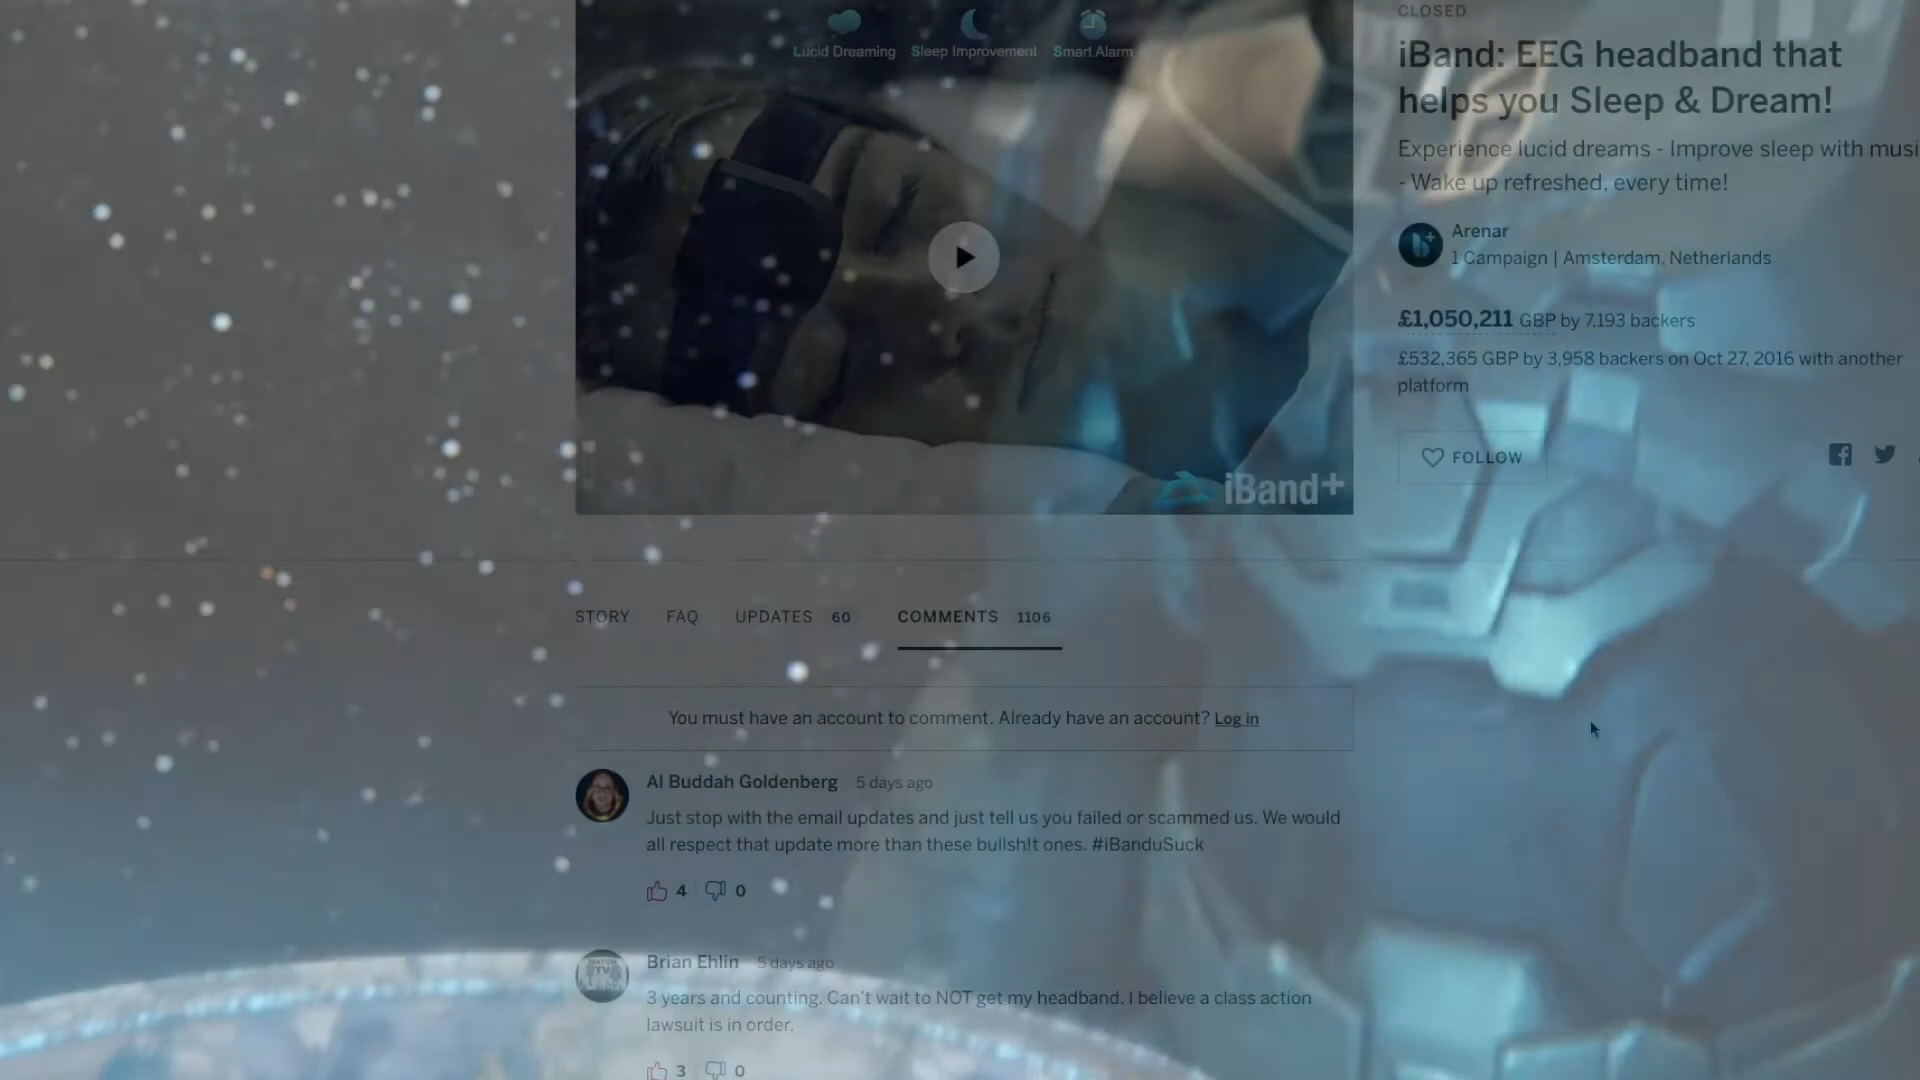 Lucid Dreaming Sleep Improvement Smart Alarm
iBand+
CLOSED
iBand: EEG headband that
helps you Sleep & Dream!
Experience lucid dreams - Improve sleep with musi
- Wake up refreshed, every time!
Arenar
1 Campaign | Amsterdam, Netherlands
£1,050,211 GBP by 7,193 backers
£532,365 GBP by 3,958 backers on Oct 27, 2016 with another
platform
FOLLOW
STORY FAQ UPDATES 60 COMMENTS 1106
You must have an account to comment. Already have an account? Log in
Al Buddah Goldenberg 5 days ago
Just stop with the email updates and just tell us you failed or scammed us. We would
all respect that update more than these bullsh!t ones. #iBanduSuck
4 0
Brian Ehlin 5 days ago
3 years and counting. Can't wait to NOT get my headband. I believe a class action
lawsuit is in order.
3 0